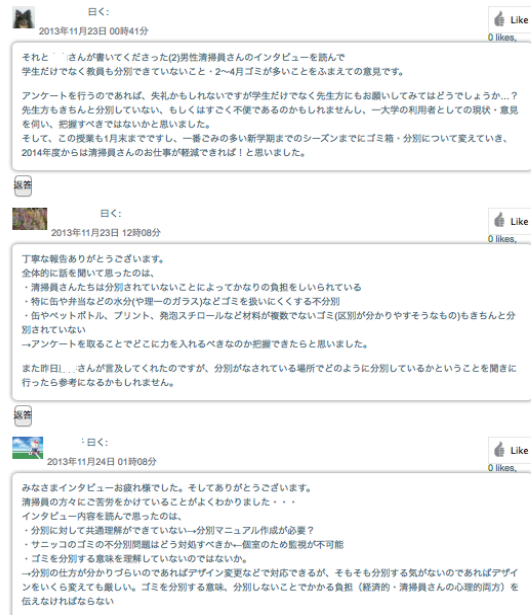 曰く:
Like
2013年11月23日 00時41分
0 likes,
それと さんが書いてくださった(2)男性清掃員さんのインタビューを読んで
学生だけでなく教員も分別できていないこと・2〜4月ゴミが多いことをふまえての意見です。
アンケートを行うのであれば、失礼かもしれないですが学生だけでなく先生方にもお願いしてみてはどうでしょうか…?
先生方もきちんと分別していない、もしくはすごく不便であるのかもしれませんし、一大学の利用者としての現状・意見
を伺い、把握すべきではないかと思いました。
そして、この授業も1月末までですし、一番ごみの多い新学期までのシーズンまでにゴミ箱・分別について変えていき、
2014年度からは清掃員さんのお仕事が軽減できれば!と思いました。
返答
曰く:
Like
2013年11月23日 12時08分
0 likes,
丁寧な報告ありがとうございます。
全体的に話を聞いて思ったのは、
・清掃員さんたちは分別されていないことによってかなりの負担をしいられている
・特に缶や弁当などの水分(や理一のガラス)などゴミを扱いにくくする不分別
・缶やペットボトル、プリント、発泡スチロールなど材料が複数でないゴミ(区別が分かりやすそうなもの)もきちんと分
別されていない
→アンケートを取ることでどこに力を入れるべきなのか把握できたらと思いました。
また昨日 さんが言及してくれたのですが、分別がなされている場所でどのように分別しているかということを聞きに
行ったら参考になるかもしれません。
返答
曰く:
Like
2013年11月24日 01時08分
0 likes,
みなさまインタビューお疲れ様でした。そしてありがとうございます。
清掃員の方々にご苦労をかけていることがよくわかりました・・・
インタビュー内容を読んで思ったのは、
・分別に対して共通理解ができていない→分別マニュアル作成が必要?
・サニッコのゴミの不分別問題はどう対処すべきか←個室のため監視が不可能
・ゴミを分別する意味を理解していないのではないか。
→分別の仕方が分かりづらいのであればデザイン変更などで対応できるが、そもそも分別する気がないのであればデザイ
ンをいくら変えても厳しい。ゴミを分別する意味、分別しないことでかかる負担（経済的・清掃員さんの心理的両方）を
伝えなければならない